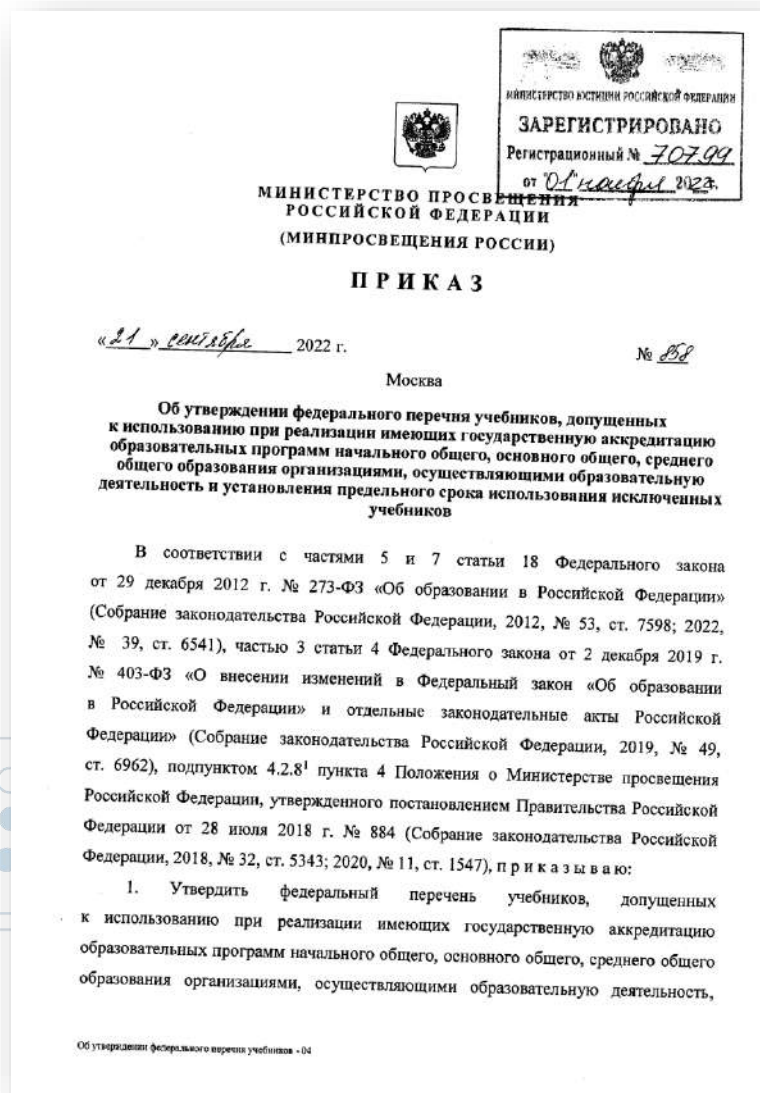 МИНИСТЕРСТВО ЮСТИЦИИ РОССИЙСКОЙ ФЕДЕРАЦИИ
ЗАРЕГИСТРИРОВАНО
Регистрационный № 70799
от "01" ноября 2022г.
МИНИСТЕРСТВО ПРОСВЕЩЕНИЯ
РОССИЙСКОЙ ФЕДЕРАЦИИ
(МИНПРОСВЕЩЕНИЯ РОССИИ)
ПРИКАЗ
«21» сентября 2022 г.
№ 858
Москва
Об утверждении федерального перечня учебников, допущенных
к использованию при реализации имеющих государственную аккредитацию
образовательных программ начального общего, основного общего, среднего
общего образования организациями, осуществляющими образовательную
деятельность и установления предельного срока использования исключенных
учебников
В соответствии с частями 5 и 7 статьи 18 Федерального закона
от 29 декабря 2012 г. № 273-ФЗ «Об образовании в Российской Федерации»
(Собрание законодательства Российской Федерации, 2012, № 53, ст. 7598; 2022,
№ 39, ст. 6541), частью 3 статьи 4 Федерального закона от 2 декабря 2019 г.
№ 403-ФЗ «О внесении изменений в Федеральный закон «Об образовании
в Российской Федерации» и отдельные законодательные акты Российской
Федерации» (Собрание законодательства Российской Федерации, 2019, № 49,
ст. 6962), подпунктом 4.2.8¹ пункта 4 Положения о Министерстве просвещения
Российской Федерации, утвержденного постановлением Правительства Российской
Федерации от 28 июля 2018 г. № 884 (Собрание законодательства Российской
Федерации, 2018, № 32, ст. 5343; 2020, № 11, ст. 1547), п р и к а з ы в а ю:
1. Утвердить федеральный перечень учебников, допущенных
к использованию при реализации имеющих государственную аккредитацию
образовательных программ начального общего, основного общего, среднего общего
образования организациями, осуществляющими образовательную деятельность,
Об утверждении федерального перечня учебников - 04